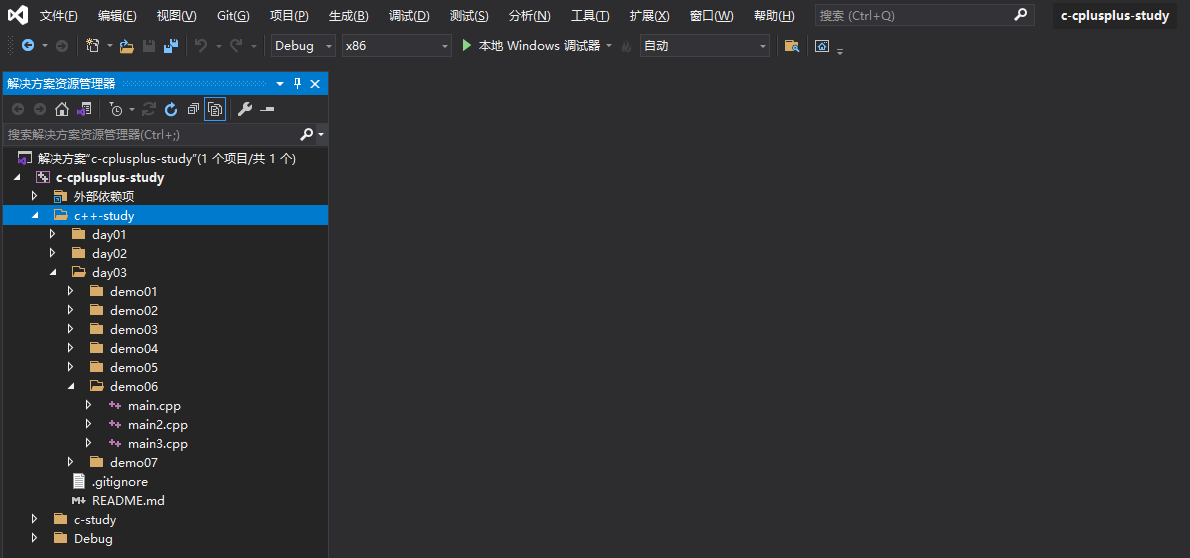 文件(F) 编辑(E) 视图(V) Git(G) 项目(P) 生成(B) 调试(D) 测试(S) 分析(N) 工具(T) 扩展(X) 窗口(W) 帮助(H) 搜索 (Ctrl+Q) c-cplusplus-study
Debug x86 本地 Windows 调试器 自动
解决方案资源管理器
搜索解决方案资源管理器(Ctrl+;)
解决方案“c-cplusplus-study”(1 个项目/共 1 个)
c-cplusplus-study
外部依赖项
c++-study
day01
day02
day03
demo01
demo02
demo03
demo04
demo05
demo06
main.cpp
main2.cpp
main3.cpp
demo07
.gitignore
README.md
c-study
Debug